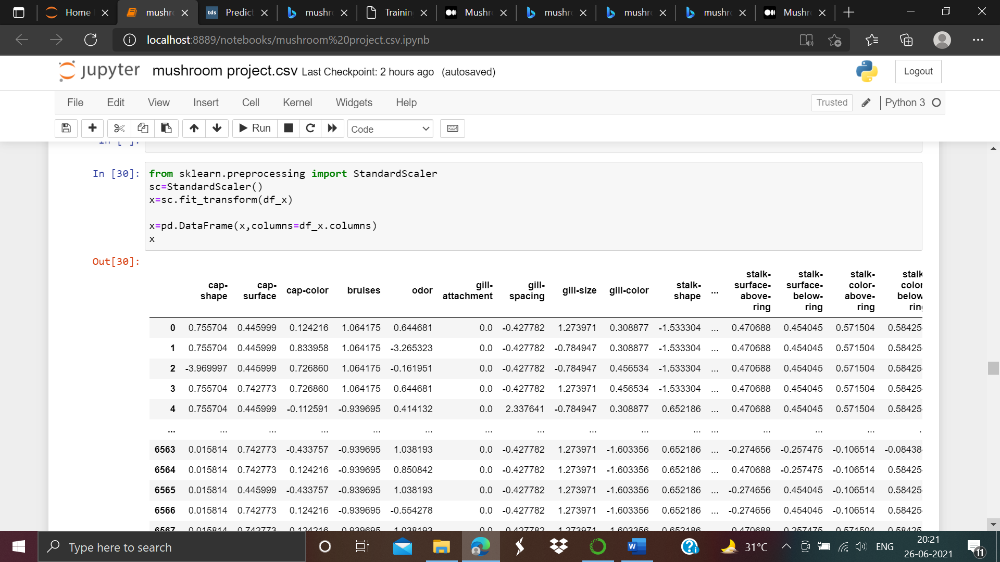 Home
mushr
tds Predict
mushr
Trainin
Mushr
mushr
mushr
mushr
Mushr
localhost:8889/notebooks/mushroom%20project.csv.ipynb
jupyter mushroom project.csv Last Checkpoint: 2 hours ago (autosaved)
Logout
File Edit View Insert Cell Kernel Widgets Help
Trusted Python 3
Run Code
In [ ]:
In [30]: from sklearn.preprocessing import StandardScaler
sc=StandardScaler()
x=sc.fit_transform(df_x)
x=pd.DataFrame(x,columns=df_x.columns)
x
Out[30]:
cap-shape cap-surface cap-color bruises odor gill-attachment gill-spacing gill-size gill-color stalk-shape ... stalk-surface-above-ring stalk-surface-below-ring stalk-color-above-ring stalk color below ring
0 0.755704 0.445999 0.124216 1.064175 0.644681 0.0 -0.427782 1.273971 0.308877 -1.533304 ... 0.470688 0.454045 0.571504 0.58425
1 0.755704 0.445999 0.833958 1.064175 -3.265323 0.0 -0.427782 -0.784947 0.308877 -1.533304 ... 0.470688 0.454045 0.571504 0.58425
2 -3.969997 0.445999 0.726860 1.064175 -0.161951 0.0 -0.427782 -0.784947 0.456534 -1.533304 ... 0.470688 0.454045 0.571504 0.58425
3 0.755704 0.742773 0.726860 1.064175 0.644681 0.0 -0.427782 1.273971 0.456534 -1.533304 ... 0.470688 0.454045 0.571504 0.58425
4 0.755704 0.445999 -0.112591 -0.939695 0.414132 0.0 2.337641 -0.784947 0.308877 0.652186 ... 0.470688 0.454045 0.571504 0.58425
... ... ... ... ... ... ... ... ... ... ... ... ... ... ... .
6563 0.015814 0.742773 -0.433757 -0.939695 1.038193 0.0 -0.427782 1.273971 -1.603356 0.652186 ... -0.274656 -0.257475 -0.106514 -0.08438
6564 0.015814 0.742773 0.124216 -0.939695 0.850842 0.0 -0.427782 1.273971 -1.603356 0.652186 ... 0.470688 -0.257475 -0.106514 0.58425
6565 0.015814 0.445999 -0.433757 -0.939695 1.038193 0.0 -0.427782 1.273971 -1.603356 0.652186 ... -0.274656 0.454045 -0.106514 0.58425
6566 0.015814 0.742773 0.124216 -0.939695 -0.554278 0.0 -0.427782 1.273971 -1.603356 0.652186 ... -0.274656 0.454045 -0.106514 0.58425
6567 0.015814 0.742773 0.124216 -0.939695 1.038193 0.0 -0.427782 1.273971 -1.603356 0.652186 ... 0.470688 0.257475 0.571504 0.58425
Type here to search
31°C ENG
20:21
26-06-2021
11